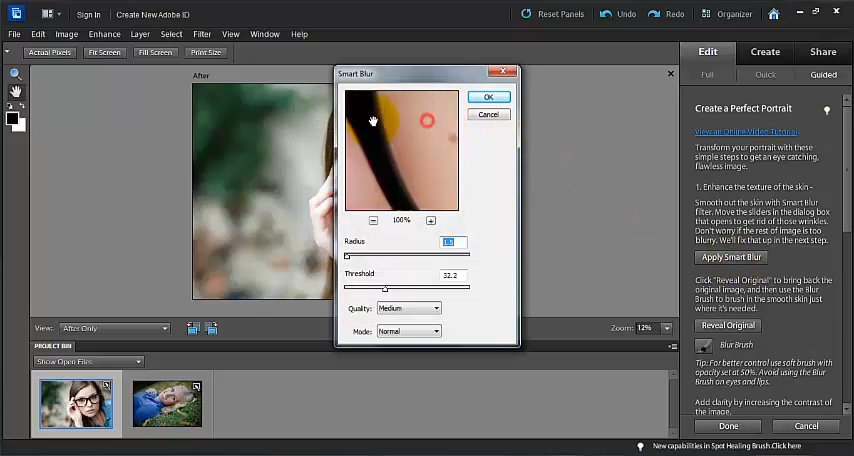 Sign In
Create New Adobe ID
Reset Panels
Undo
Redo
Organizer
File Edit Image Enhancement Layer Select Filter View Window Help
Actual Pixels
Fit Screen
Fill Screen
Print Size
Edit
Create
Share
Full
Quick
Guided
After
Smart Blur
OK
Cancel
100%
Radius
1.5
Threshold
32.2
Quality: Medium
Mode: Normal
Create a Perfect Portrait
View an Online Video Tutorial
Transform your portrait with these
simple steps to get an eye catching,
flawless image.
1. Enhance the texture of the skin -
Smooth out the skin with Smart Blur
filter. Move the sliders in the dialog box
that opens to get rid of those wrinkles.
Don't worry if the rest of image is too
blurry. We'll fix that up in the next step.
Apply Smart Blur
Click "Reveal Original" to bring back the
original image, and then use the Blur
Brush to brush in the smooth skin just
where it's needed.
Reveal Original
Blur Brush
Tip: For better control use soft brush with
opacity set at 50%. Avoid using the Blur
Brush on eyes and lips.
Add clarity by increasing the contrast of
the image.
View: After Only
Zoom: 12%
PROJECT BIN
Show Open Files
Done
Cancel
New capabilities in Spot Healing Brush.Click here